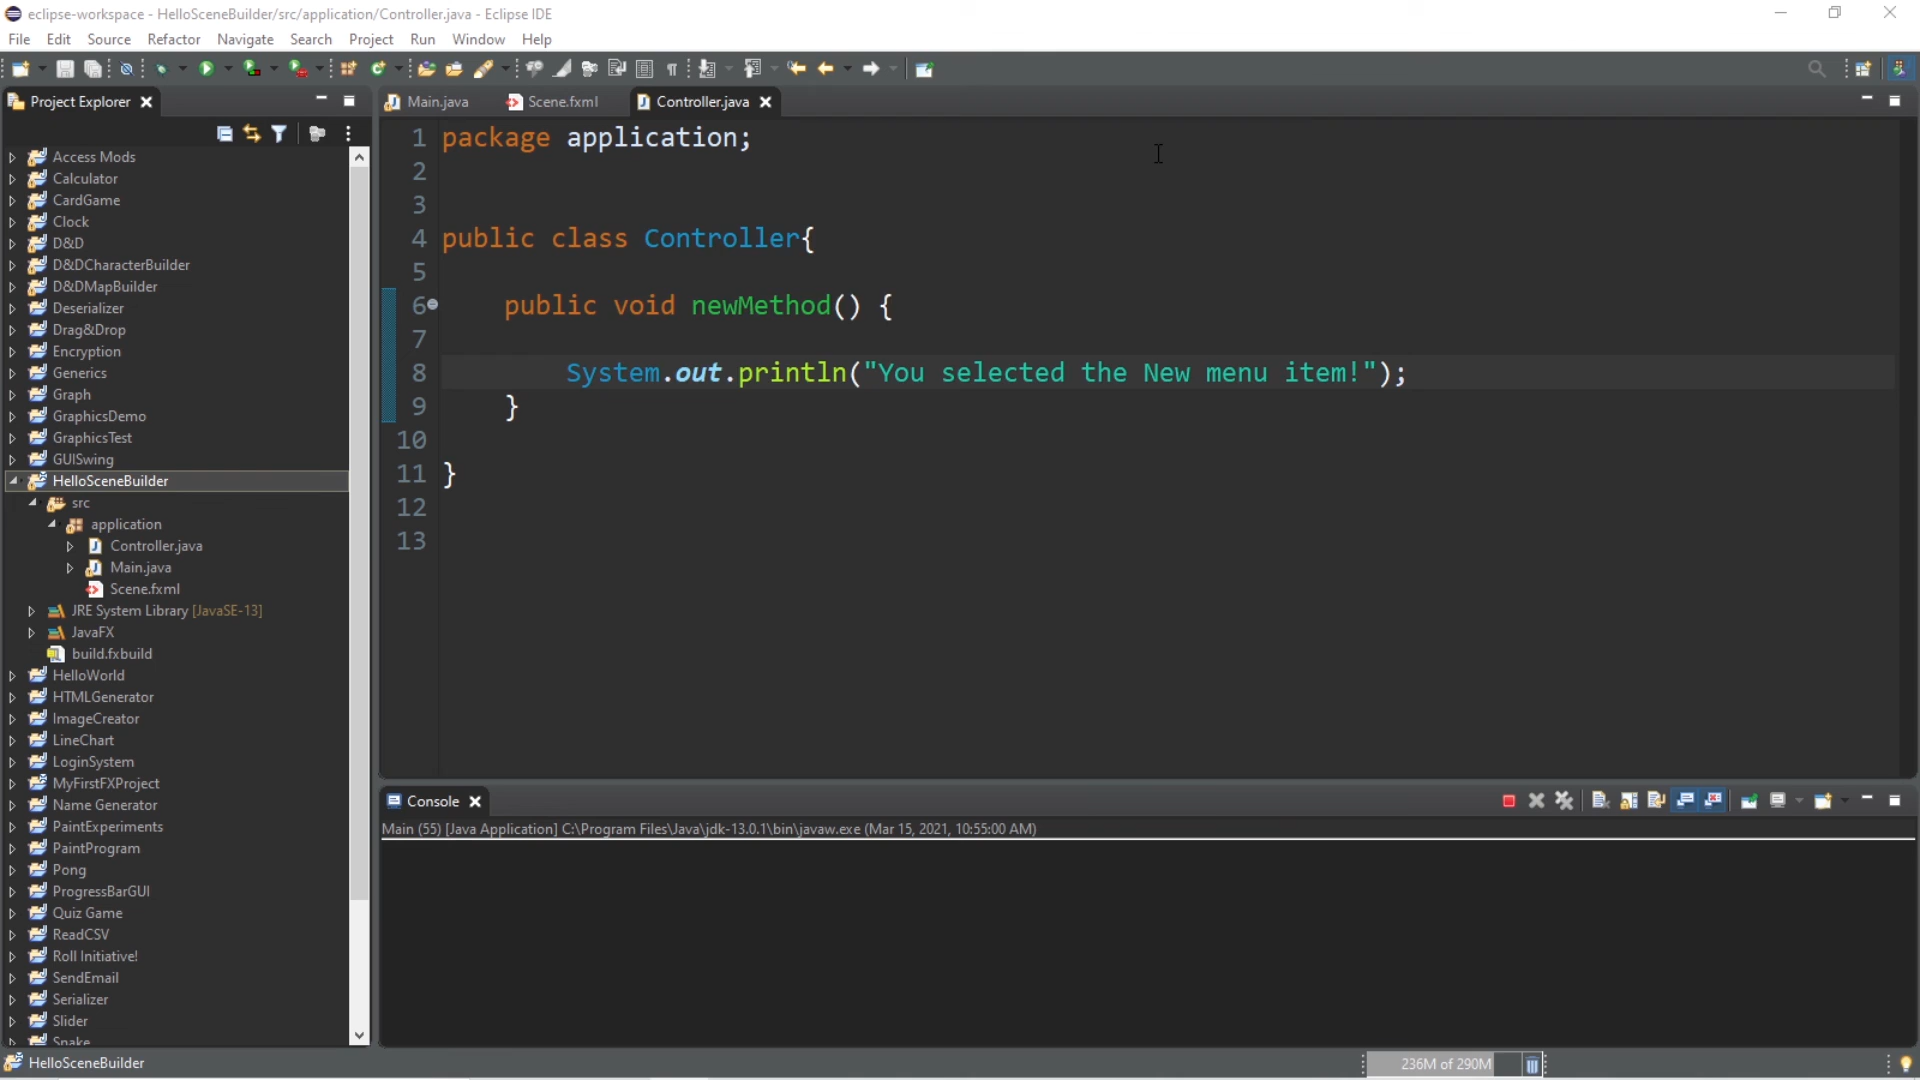 eclipse-workspace - HelloSceneBuilder/src/application/Controller.java - Eclipse IDE
File Edit Source Refactor Navigate Search Project Run Window Help
Project Explorer
Main.java Scene.fxml Controller.java
Access Mods
Calculator
CardGame
Clock
D&D
D&DCharacterBuilder
D&DMapBuilder
Deserializer
Drag&Drop
Encryption
Generics
Graph
GraphicsDemo
GraphicsTest
GUISwing
HelloSceneBuilder
src
application
Controller.java
Main.java
Scene.fxml
JRE System Library [JavaSE-13]
JavaFX
build.fxbuild
HelloWorld
HTMLGenerator
ImageCreator
LineChart
LoginSystem
MyFirstFXProject
Name Generator
PaintExperiments
PaintProgram
Pong
ProgressBarGUI
Quiz Game
ReadCSV
Roll Initiative!
SendEmail
Serializer
Slider
Snake
1 package application;
2
3
4 public class Controller{
5
6 public void newMethod() {
7
8 System.out.println("You selected the New menu item!");
9 }
10
11 }
12
13
Console
Main (55) [Java Application] C:\Program Files\Java\jdk-13.0.1\bin\javaw.exe (Mar 15, 2021, 10:55:00 AM)
HelloSceneBuilder
236M of 290M